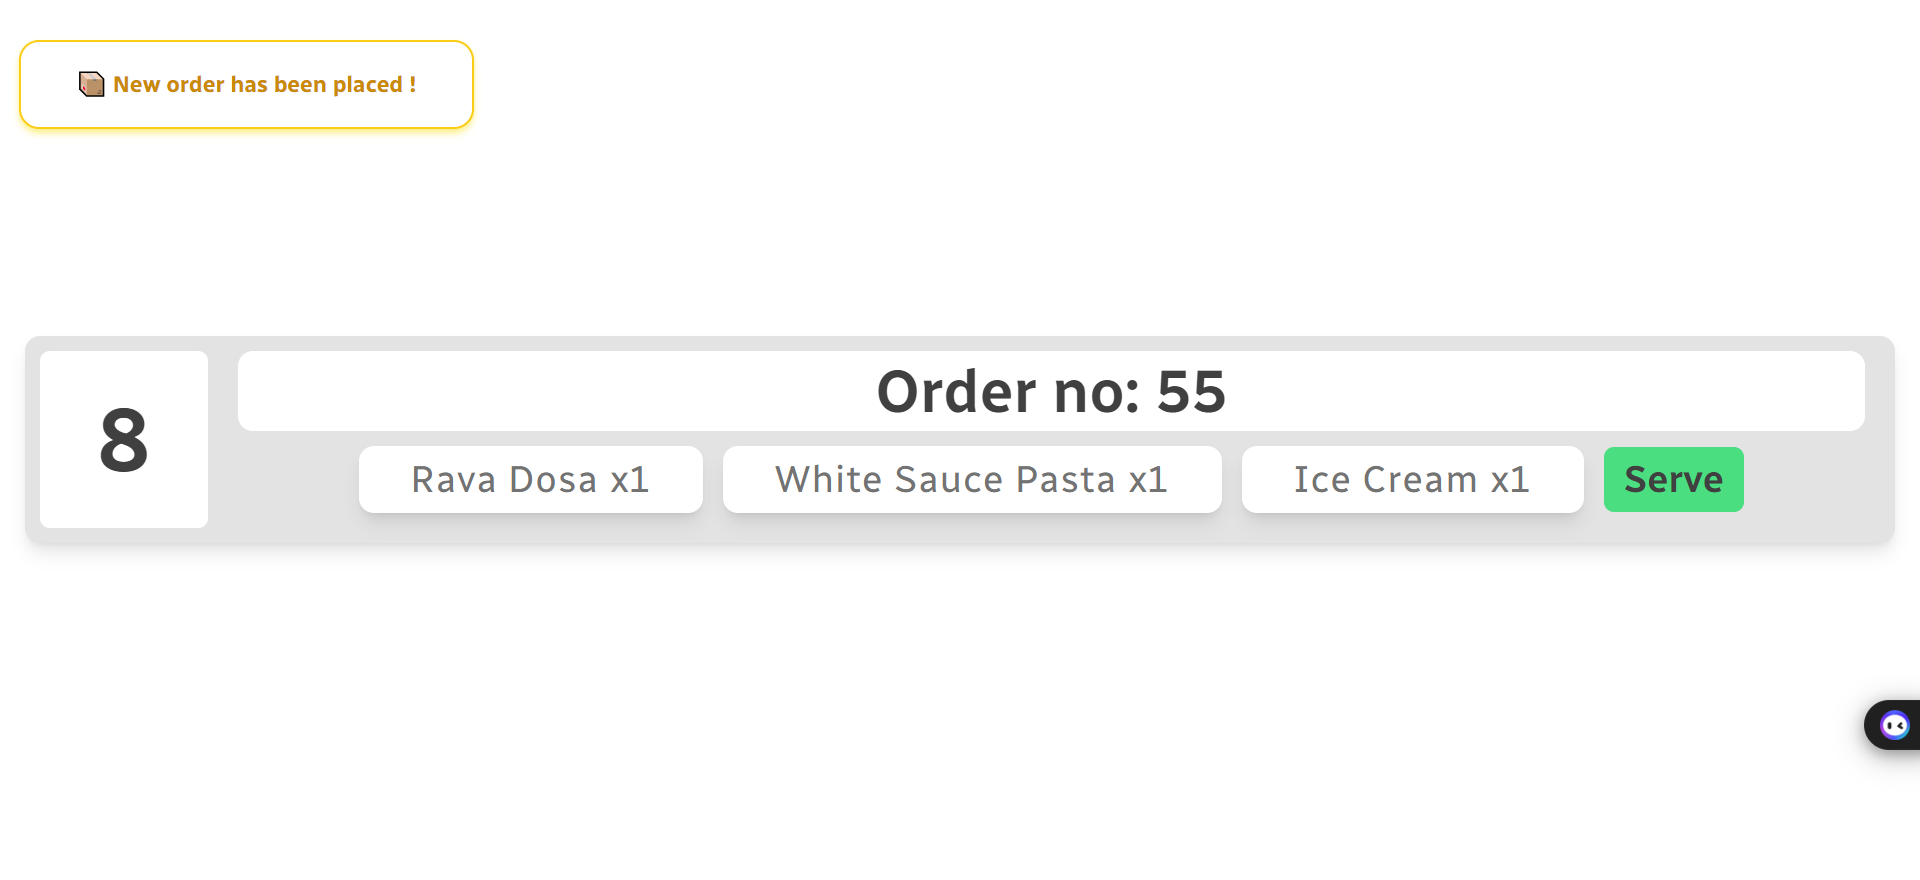 New order has been placed !
8
Order no: 55
Rava Dosa x1
White Sauce Pasta x1
Ice Cream x1
Serve